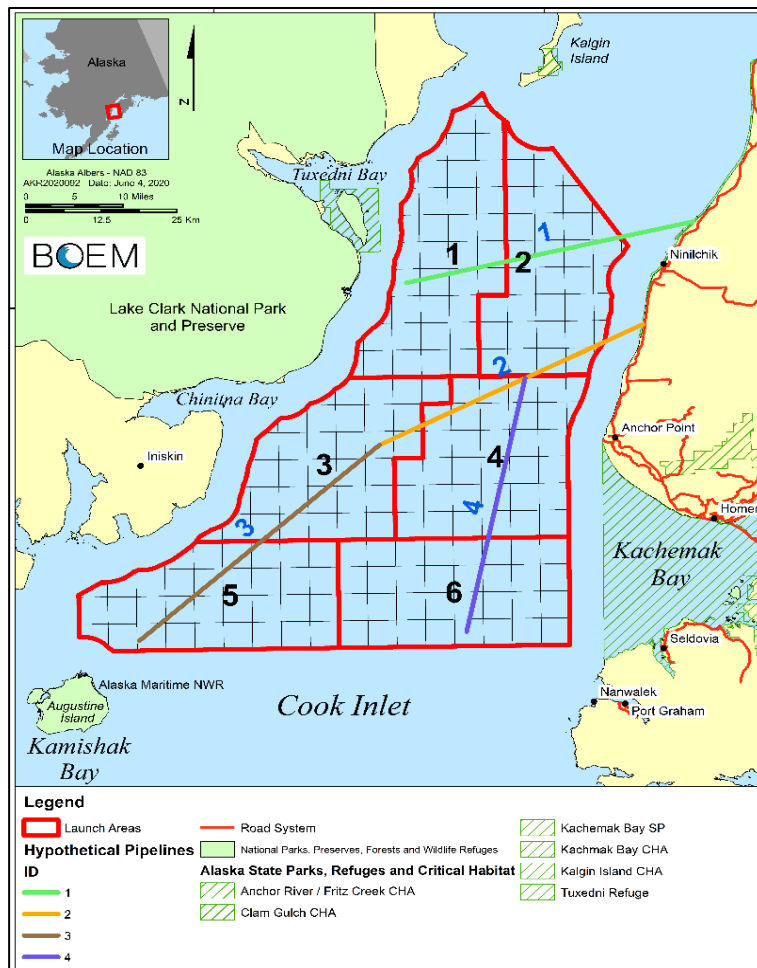 Alaska
Map Location
Alaska Albers - NAD 83
AKR2020092 Date: June 4, 2020
0 5 10 Miles
0 12.5 25 Km
BOEM
N
Kalgin
Island
Tuxedni Bay
1
2
1
Ninilchik
Lake Clark National Park
and Preserve
2
Chinitna Bay
Anchor Point
Iniskin
3
4
3
4
Homer
Kachemak
Bay
5
6
Seldovia
Alaska Maritime NWR
Augustine
Island
Nanwalek
Port Graham
Cook Inlet
Kamishak
Bay
Legend
Launch Areas
Hypothetical Pipelines
ID
1
2
3
4
Road System
National Parks, Preserves, Forests and Wildlife Refuges
Alaska State Parks, Refuges and Critical Habitat
Anchor River / Fritz Creek CHA
Clam Gulch CHA
Kachemak Bay SP
Kachmak Bay CHA
Kalgin Island CHA
Tuxedni Refuge